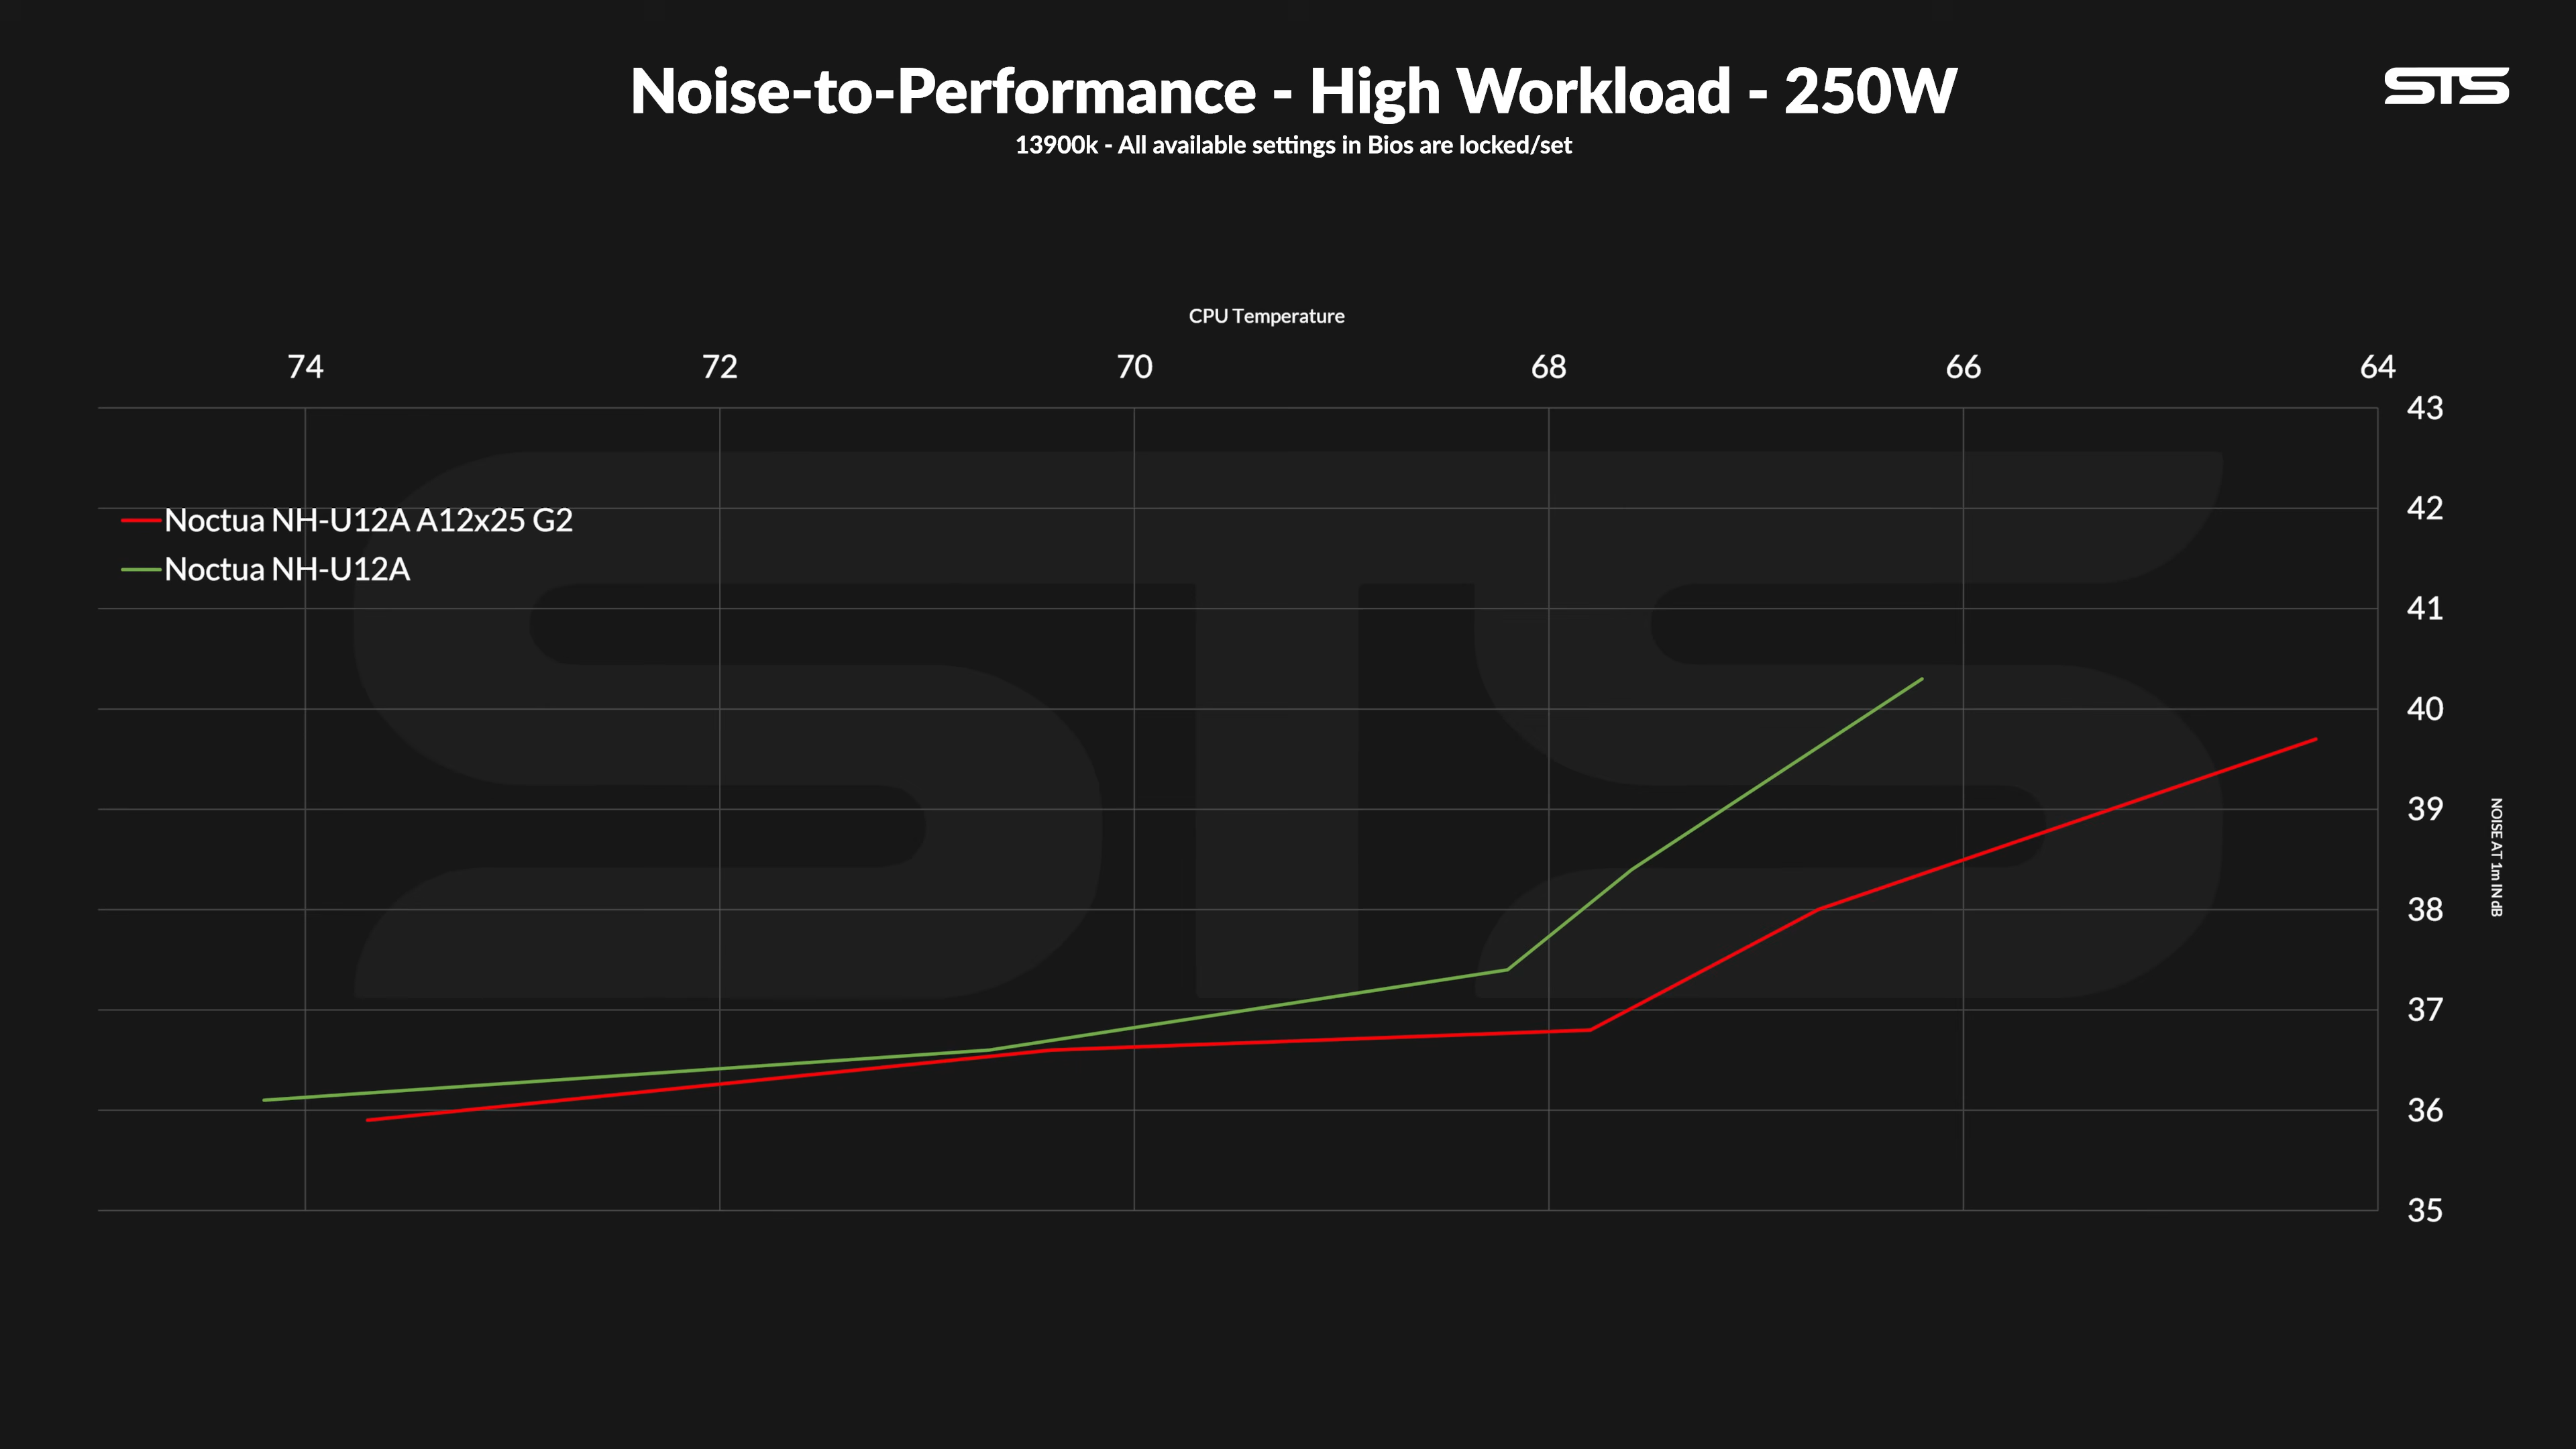 Noise-to-Performance - High Workload - 250W
STS
13900k - All available settings in Bios are locked/set
CPU Temperature
74 72 70 68 66 64
43
42
Noctua NH-U12A A12x25 G2
Noctua NH-U12A
41
40
39
NOISE AT 1m IN dB
38
37
36
35